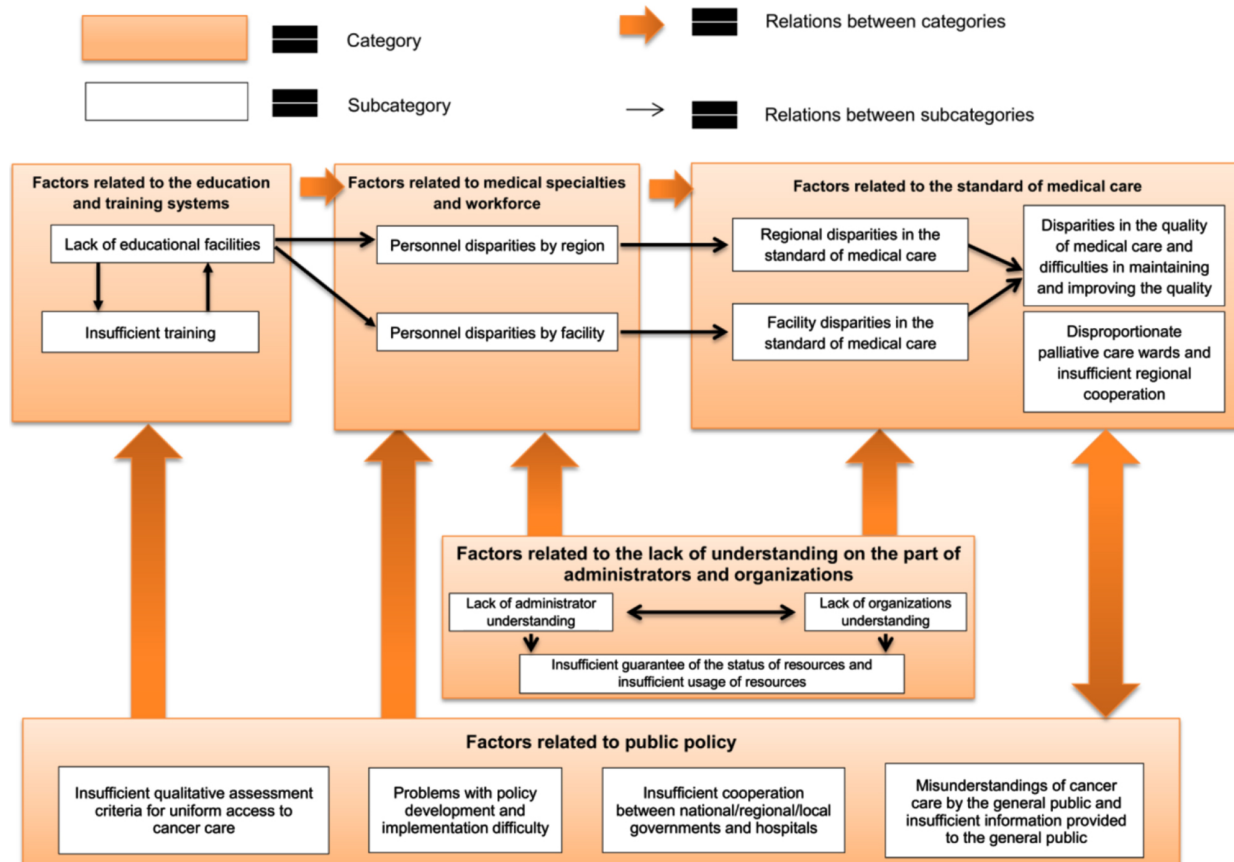 Category
Relations between categories
Subcategory
Relations between subcategories
Factors related to the education
and training systems
Lack of educational facilities
Insufficient training
Factors related to medical specialties
and workforce
Personnel disparities by region
Personnel disparities by facility
Factors related to the standard of medical care
Regional disparities in the
standard of medical care
Facility disparities in the
standard of medical care
Disparities in the quality
of medical care and
difficulties in maintaining
and improving the quality
Disproportionate
palliative care wards and
insufficient regional
cooperation
Factors related to the lack of understanding on the part of
administrators and organizations
Lack of administrator
understanding
Lack of organizations
understanding
Insufficient guarantee of the status of resources and
insufficient usage of resources
Factors related to public policy
Insufficient qualitative assessment
criteria for uniform access to
cancer care
Problems with policy
development and
implementation difficulty
Insufficient cooperation
between national/regional/local
governments and hospitals
Misunderstandings of cancer
care by the general public and
insufficient information provided
to the general public